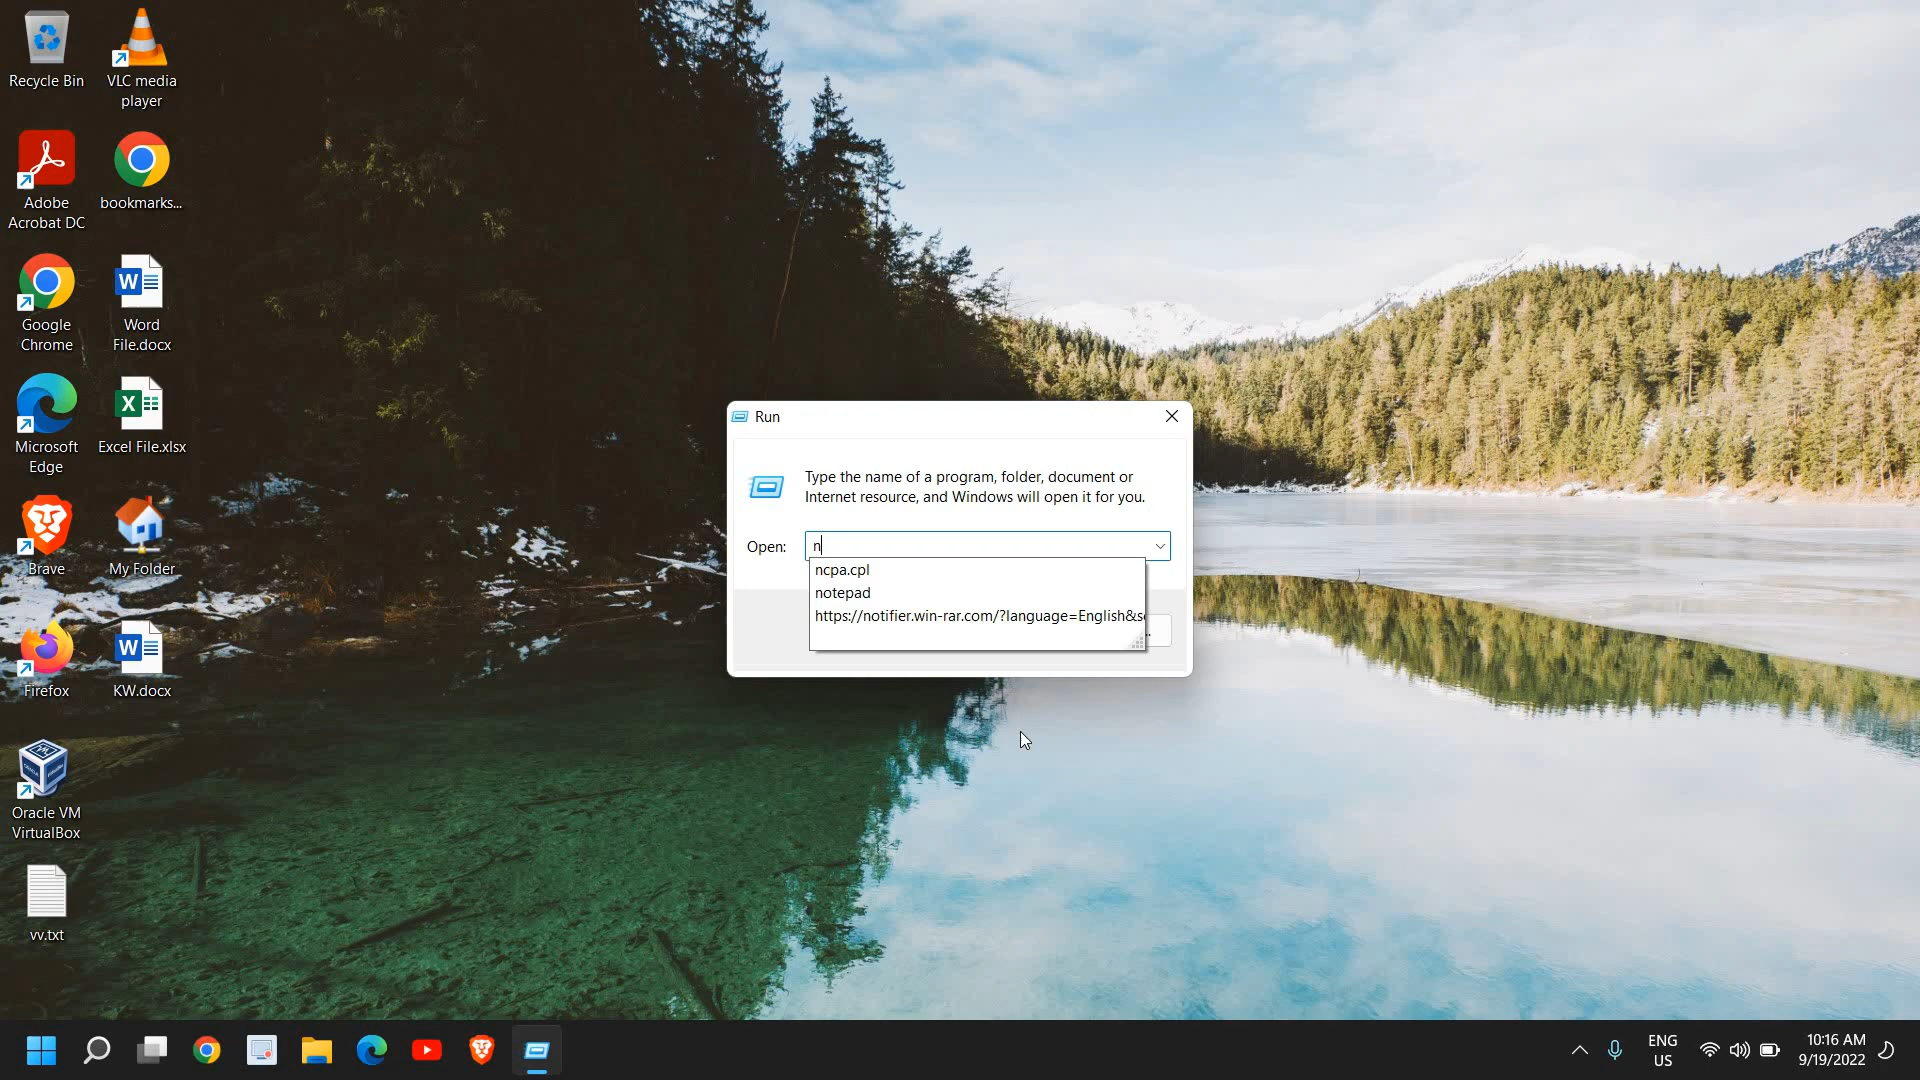 Recycle Bin
VLC media
player
Adobe
Acrobat DC
bookmarks...
Google
Chrome
Word
File.docx
Microsoft
Edge
Excel File.xlsx
Brave
My Folder
Firefox
KW.docx
Oracle VM
VirtualBox
vv.txt
Run
Type the name of a program, folder, document or
Internet resource, and Windows will open it for you.
Open:
n
ncpa.cpl
notepad
https://notifier.win-rar.com/?language=English&s
ENG
US
10:16 AM
9/19/2022